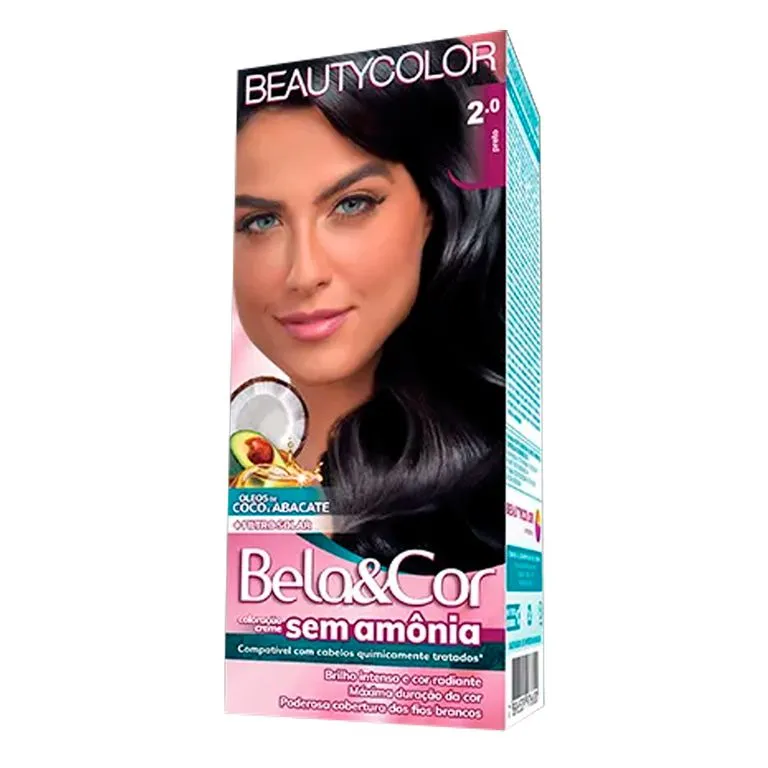 BEAUTYCOLOR
2.0
preto
ÓLEOS DE
COCO E ABACATE
+ FILTRO SOLAR
Bela&Cor
coloração
creme
sem amônia
Compatível com cabelos quimicamente tratados*
Brilho intenso e cor radiante
Máxima duração da cor
Poderosa cobertura dos fios brancos
BEAUTYCOLOR